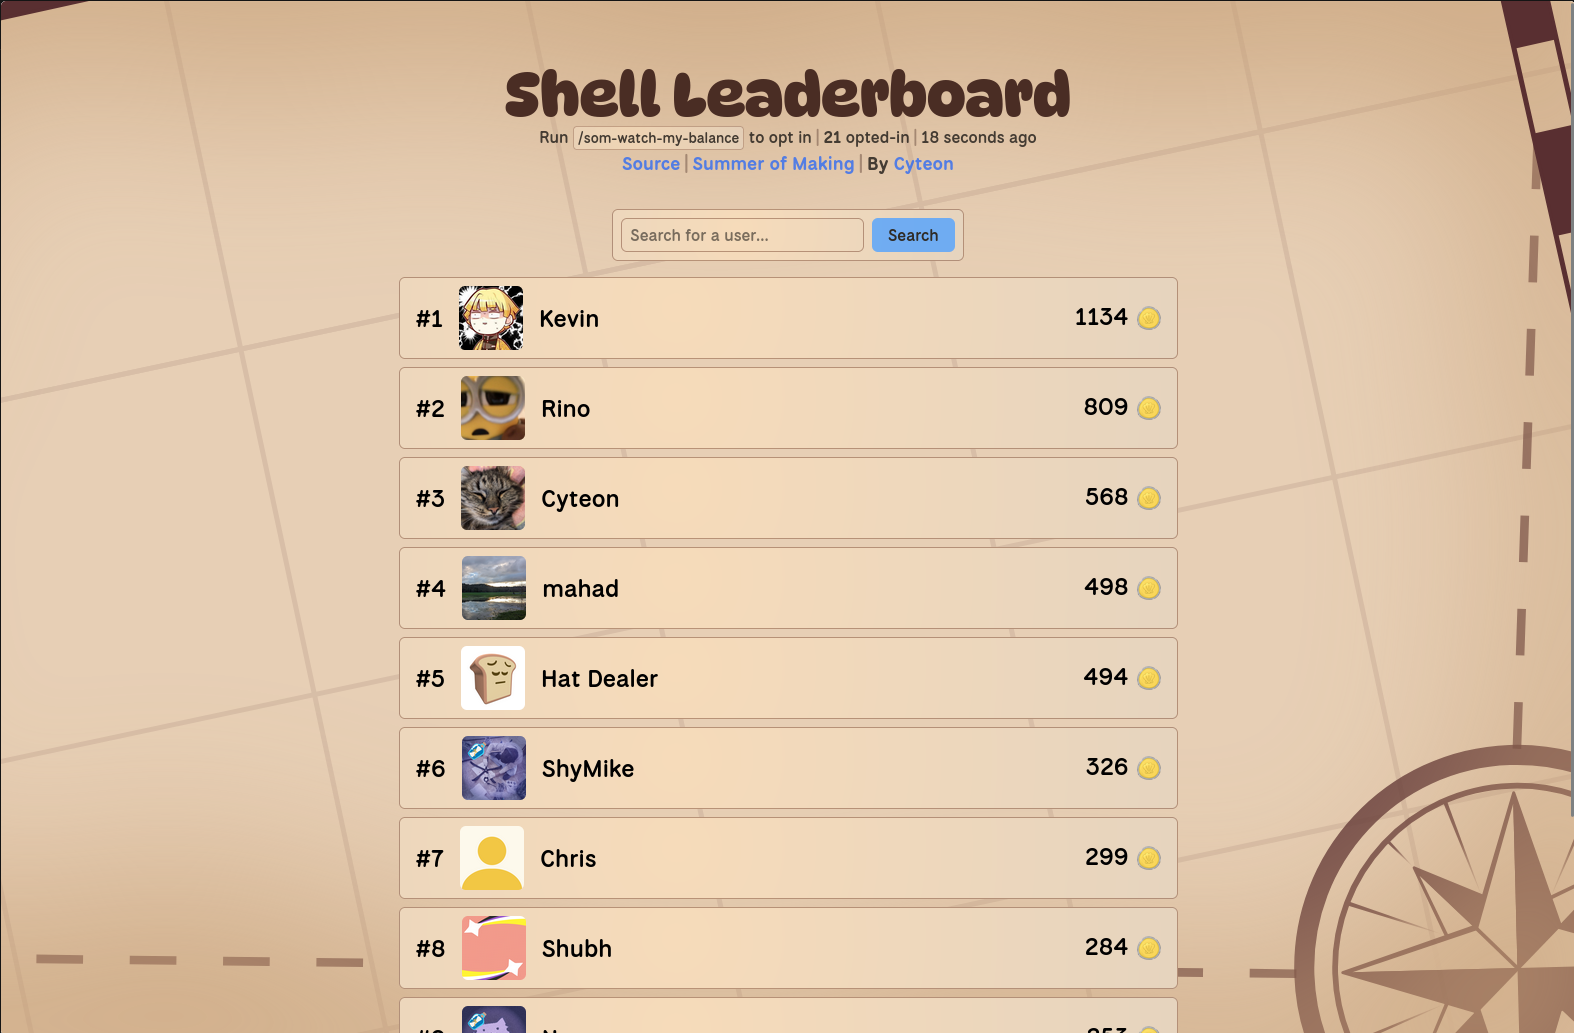 Shell Leaderboard
Run /som-watch-my-balance to opt in | 21 opted-in | 18 seconds ago
Source | Summer of Making | By Cyteon
Search for a user... Search
#1 Kevin 1134
#2 Rino 809
#3 Cyteon 568
#4 mahad 498
#5 Hat Dealer 494
#6 ShyMike 326
#7 Chris 299
#8 Shubh 284